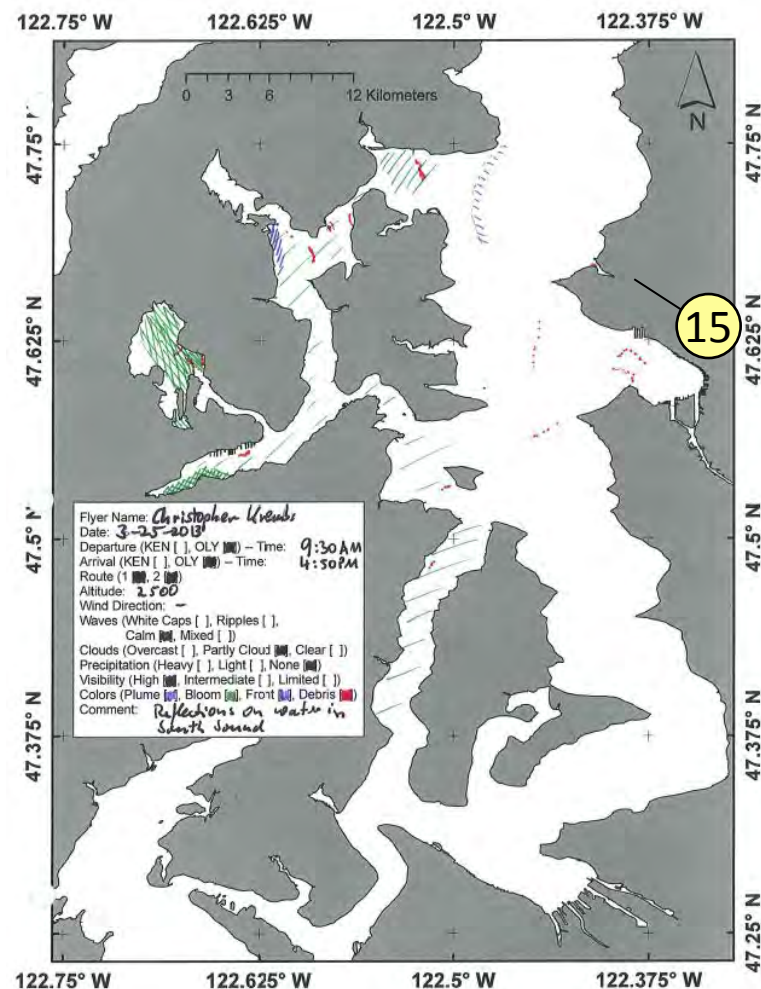 122.75° W 122.625° W 122.5° W 122.375° W
0 3 6 12 Kilometers
N
47.75° N
47.75° N
15
47.625° N
47.625° N
Flyer Name: Christopher Krembs
Date: 3-25-2013
Departure (KEN [ ], OLY [ ]) – Time: 9:30AM
Arrival (KEN [ ], OLY [ ]) – Time: 4:50PM
Route (1 [ ], 2 [ ])
Altitude: 2500
Wind Direction: –
Waves (White Caps [ ], Ripples [ ],
Calm [ ], Mixed [ ])
Clouds (Overcast [ ], Partly Cloud [ ], Clear [ ])
Precipitation (Heavy [ ], Light [ ], None [ ])
Visibility (High [ ], Intermediate [ ], Limited [ ])
Colors (Plume [ ], Bloom [ ], Front [ ], Debris [ ])
Comment: Reflections on water in
South Sound
47.5° N
47.5° N
47.375° N
47.375° N
47.25° N
122.75° W 122.625° W 122.5° W 122.375° W